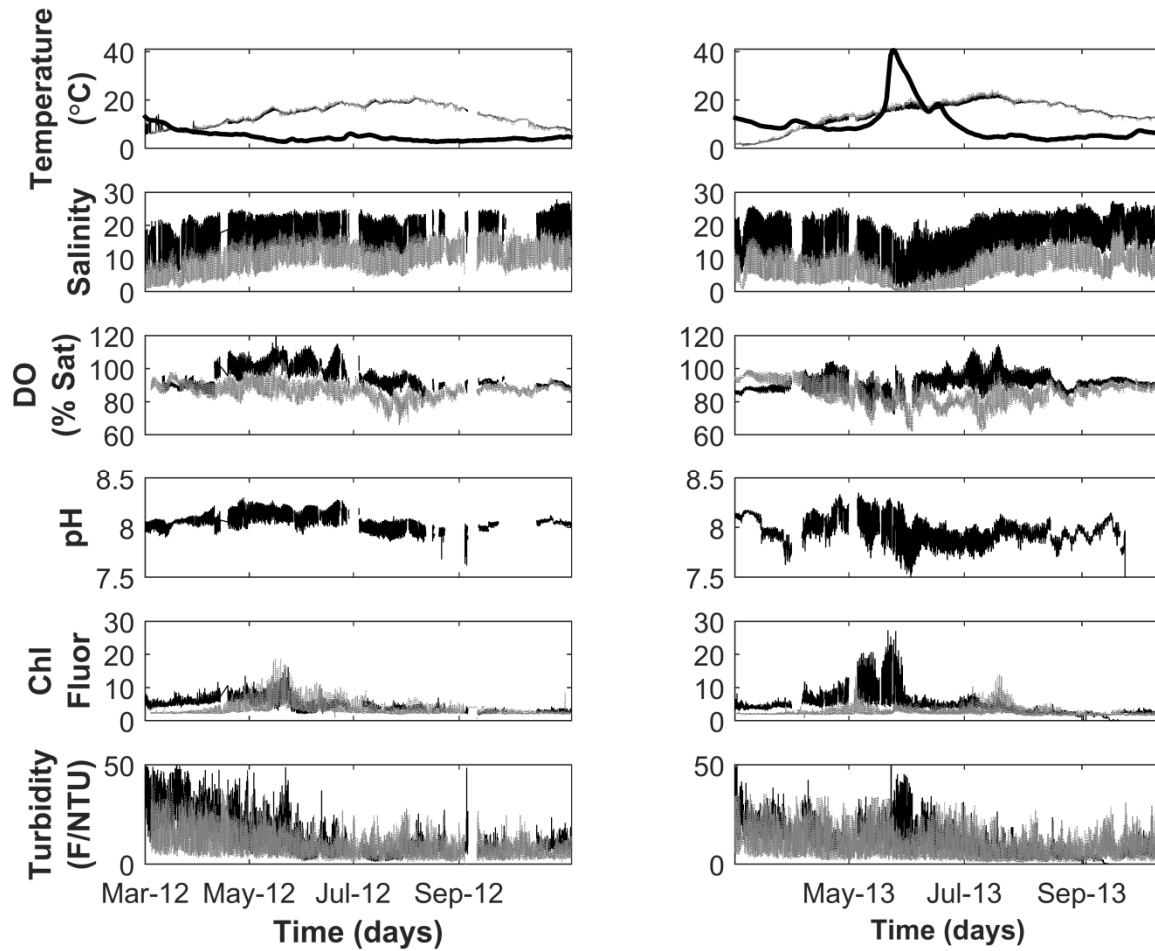 Temperature
(°C)
40
20
0
40
20
0
Salinity
30
20
10
0
30
20
10
0
DO
(% Sat)
120
100
80
60
120
100
80
60
pH
8.5
8
7.5
8.5
8
7.5
Chl
Fluor
30
20
10
0
30
20
10
0
Turbidity
(F/NTU)
50
0
50
0
Mar-12 May-12 Jul-12 Sep-12
May-13 Jul-13 Sep-13
Time (days)
Time (days)